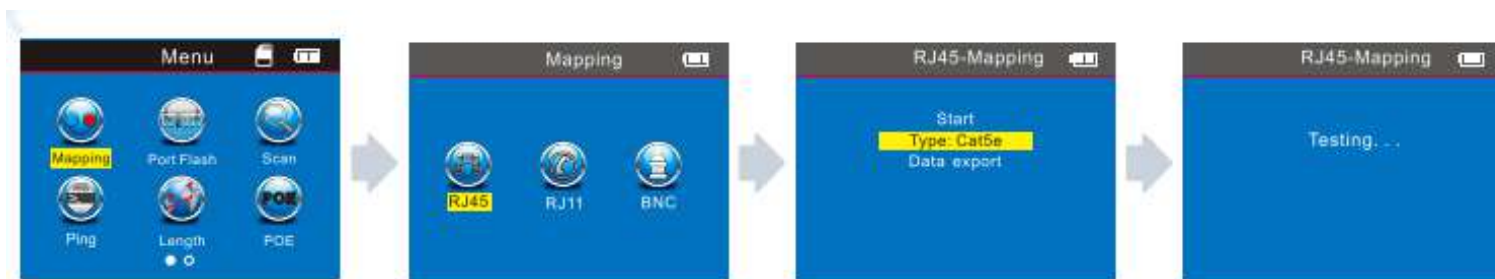 Menu
Mapping
Port Flash
Scan
Ping
Length
POE
Mapping
RJ45
RJ11
BNC
RJ45-Mapping
Start
Type: Cat5e
Data export
RJ45-Mapping
Testing. . .